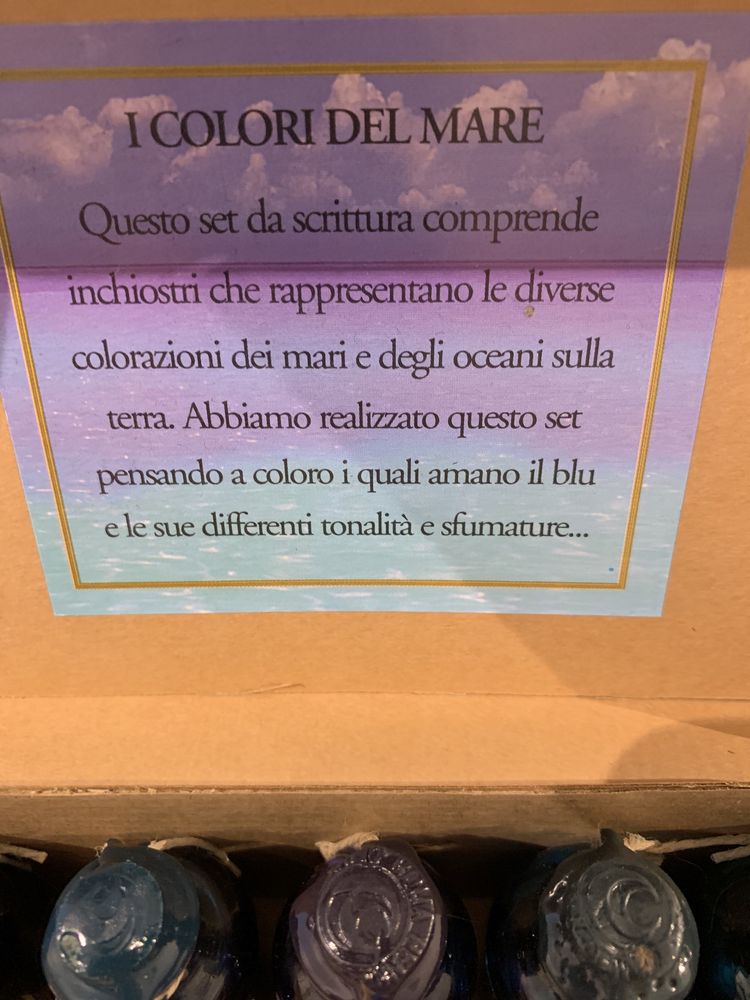 I COLORI DEL MARE
Questo set da scrittura comprende
inchiostri che rappresentano le diverse
colorazioni dei mari e degli oceani sulla
terra. Abbiamo realizzato questo set
pensando a coloro i quali amano il blu
e le sue differenti tonalità e sfumature...